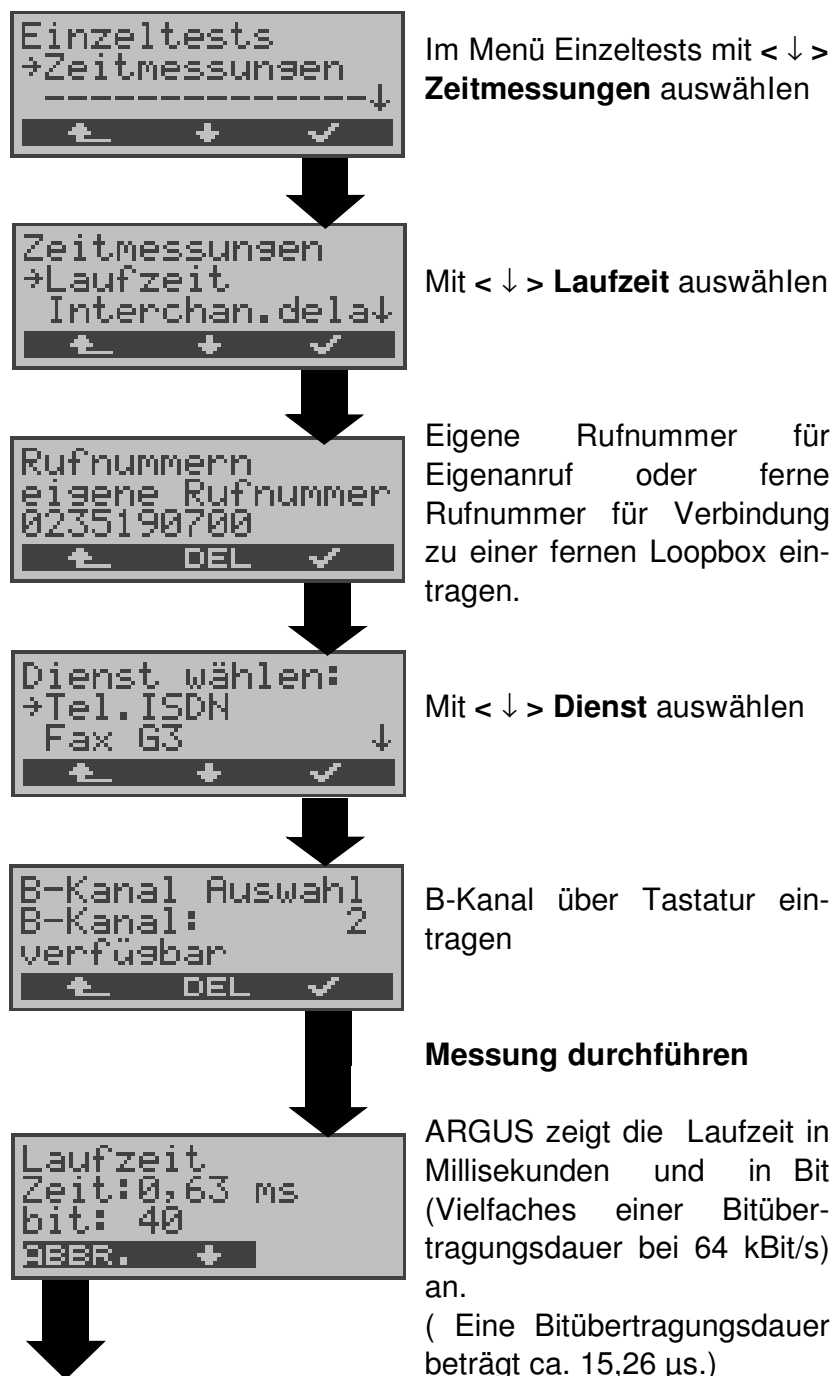 Einzeltests
→Zeitmessungen
---------------↓
Im Menü Einzeltests mit < ↓ >
Zeitmessungen auswählen
Zeitmessungen
→Laufzeit
Interchan.dela↓
Mit < ↓ > Laufzeit auswählen
Rufnummern
eigene Rufnummer
0235190700
DEL
Eigene Rufnummer für
Eigenanruf oder ferne
Rufnummer für Verbindung
zu einer fernen Loopbox ein-
tragen.
Dienst wählen:
→Tel.ISDN
Fax G3 ↓
Mit < ↓ > Dienst auswählen
B-Kanal Auswahl
B-Kanal: 2
verfügbar
DEL
B-Kanal über Tastatur ein-
tragen
Messung durchführen
Laufzeit
Zeit:0,63 ms
bit: 40
ABBR.
ARGUS zeigt die Laufzeit in
Millisekunden und in Bit
(Vielfaches einer Bitüber-
tragungsdauer bei 64 kBit/s)
an.
( Eine Bitübertragungsdauer
beträgt ca. 15,26 µs.)